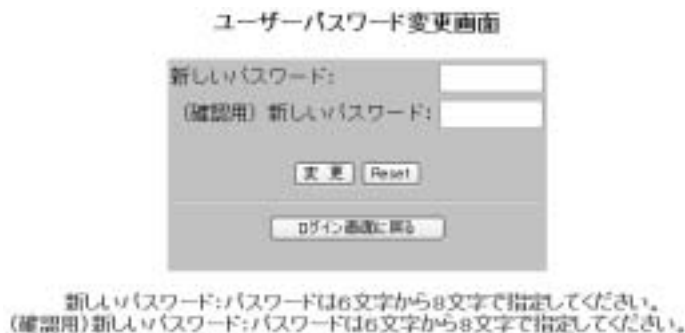 ユーザーパスワード変更画面
新しいパスワード:
(確認用) 新しいパスワード:
変 更 Reset
ログイン画面に戻る
新しいパスワード:パスワードは6文字から8文字で指定してください。
(確認用)新しいパスワード:パスワードは6文字から8文字で指定してください。